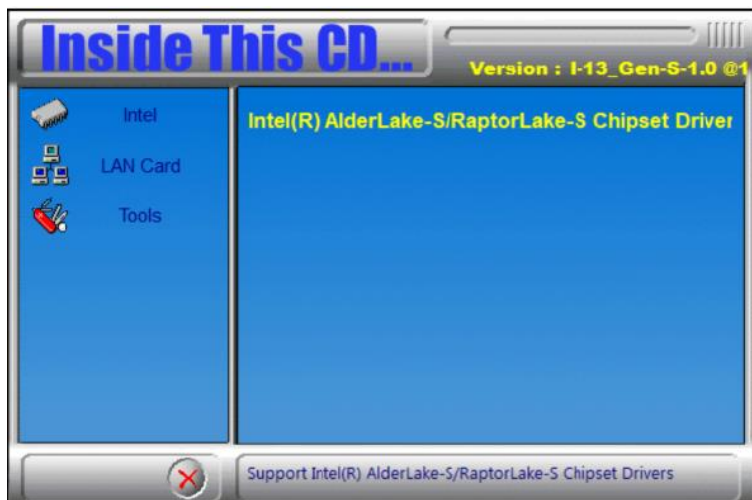 Inside This CD...
Version : I-13_Gen-S-1.0 @1
Intel
LAN Card
Tools
Intel(R) AlderLake-S/RaptorLake-S Chipset Driver
Support Intel(R) AlderLake-S/RaptorLake-S Chipset Drivers